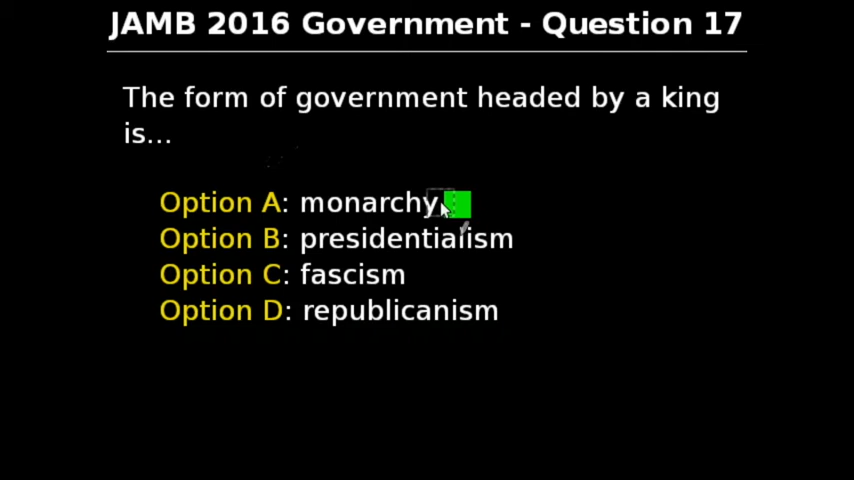 JAMB 2016 Government - Question 17
The form of government headed by a king
is...
Option A: monarchy
Option B: presidentialism
Option C: fascism
Option D: republicanism